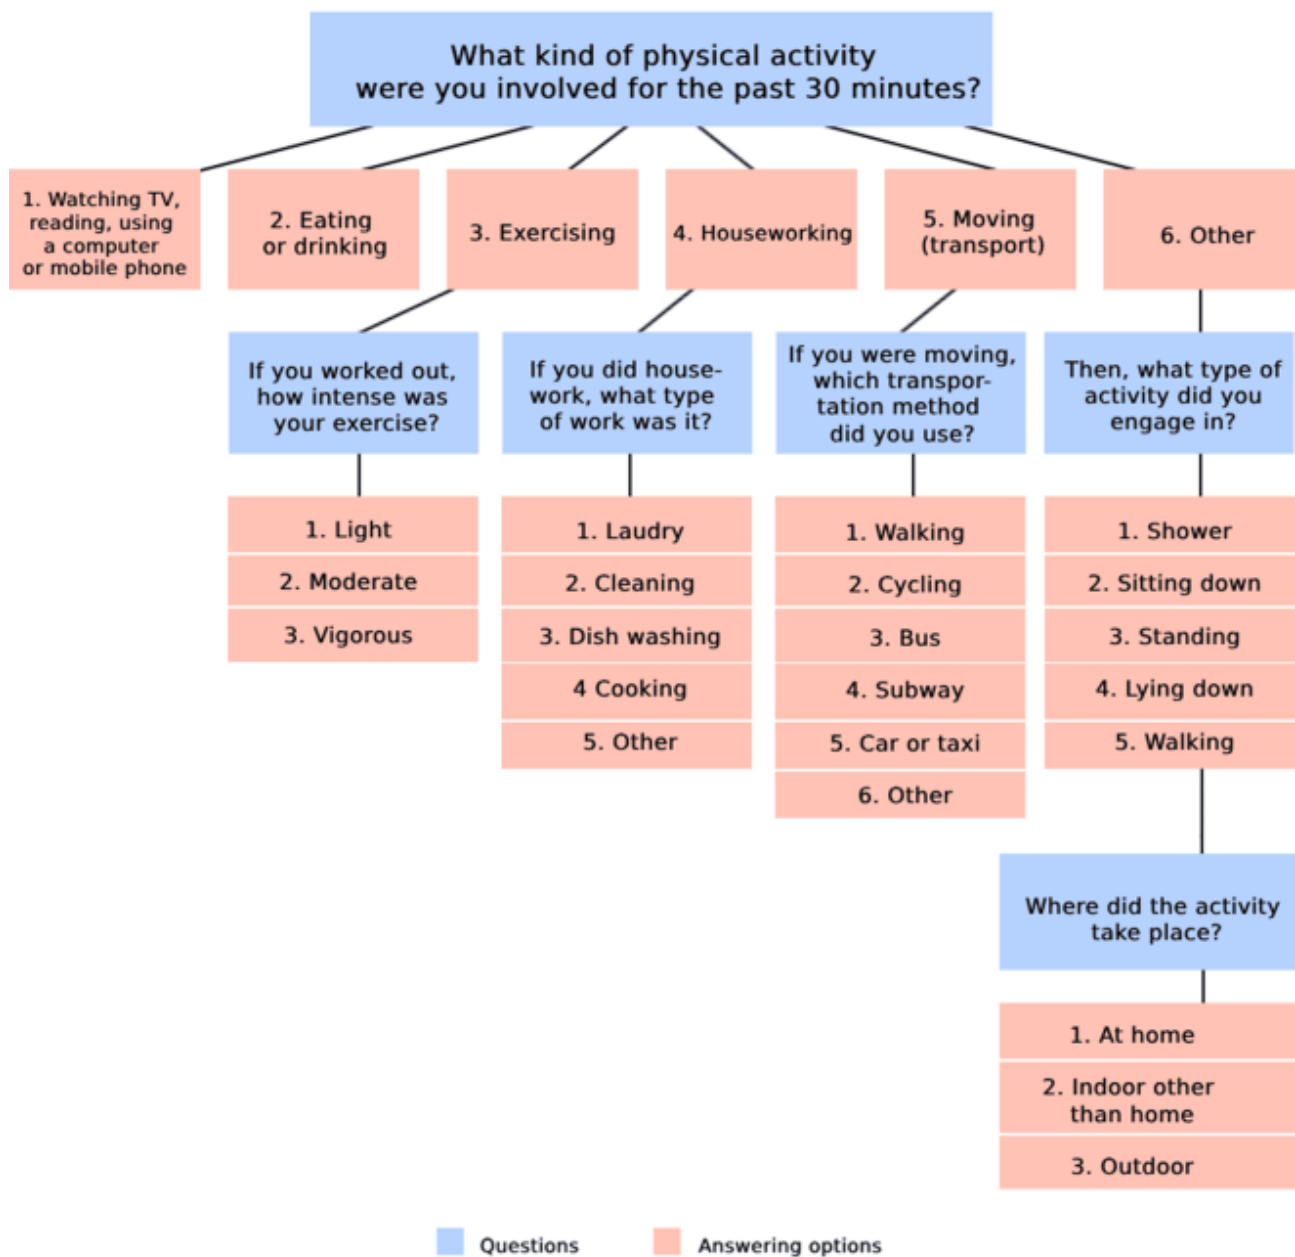 What kind of physical activity
were you involved for the past 30 minutes?
1. Watching TV,
reading, using
a computer
or mobile phone
2. Eating
or drinking
3. Exercising
4. Houseworking
5. Moving
(transport)
6. Other
If you worked out,
how intense was
your exercise?
1. Light
2. Moderate
3. Vigorous
If you did house-
work, what type
of work was it?
1. Laudry
2. Cleaning
3. Dish washing
4 Cooking
5. Other
If you were moving,
which transpor-
tation method
did you use?
1. Walking
2. Cycling
3. Bus
4. Subway
5. Car or taxi
6. Other
Then, what type of
activity did you
engage in?
1. Shower
2. Sitting down
3. Standing
4. Lying down
5. Walking
Where did the activity
take place?
1. At home
2. Indoor other
than home
3. Outdoor
Questions
Answering options